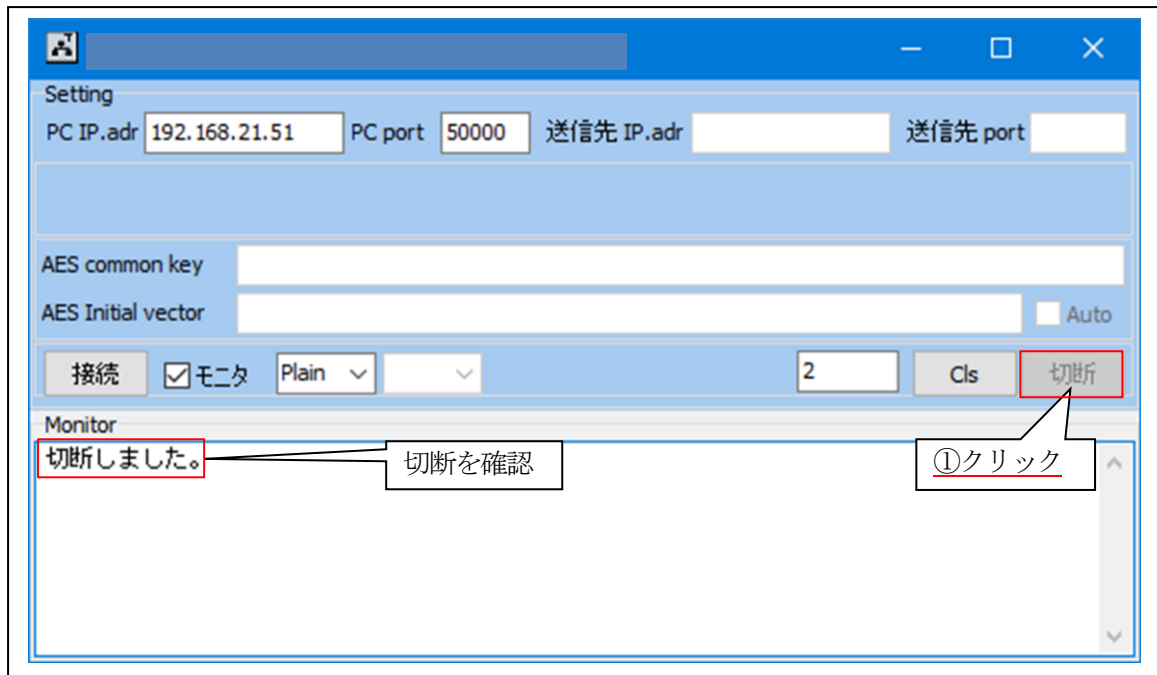 Setting
PC IP.adr 192.168.21.51 PC port 50000 送信先 IP.adr 送信先 port
AES common key
AES Initial vector Auto
接続 モニタ Plain 2 Cls 切断
Monitor
切断しました。 切断を確認 ①クリック